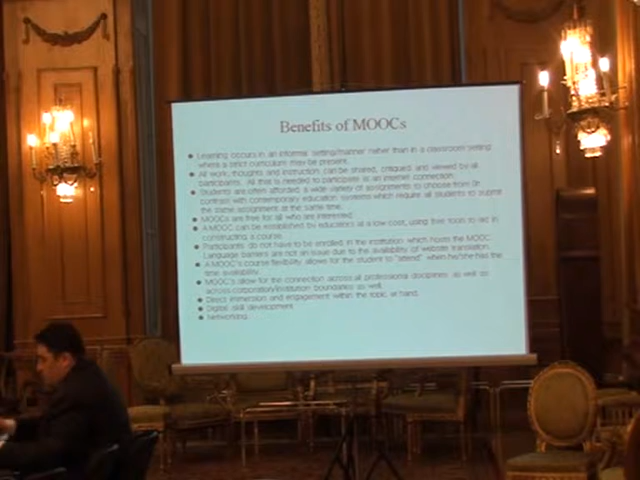 Benefits of MOOCs
Learning occurs in an informal setting/manner rather than in a classroom setting
where a strict curriculum may be present.
All work, thoughts and instruction, can be shared, critiqued, and viewed by all
participants. All that is needed to participate is an internet connection.
Students are often afforded a wide variety of assignments to choose from (in
contrast with contemporary education systems which require all students to submit
the same assignment at the same time.
MOOCs are free for all who are interested.
A MOOC can be established by educators at a low cost, using free tools to aid in
constructing a course.
Participants do not have to be enrolled in the institution which hosts the MOOC.
Language barriers are not an issue due to the availability of website translation.
A MOOC's course flexibility allows for the student to "attend" when he/she has the
time availability.
MOOC's allow for the connection across all professional disciplines as well as
across corporation/institution boundaries as well.
Direct immersion and engagement within the topic at hand.
Digital skill development.
Networking.